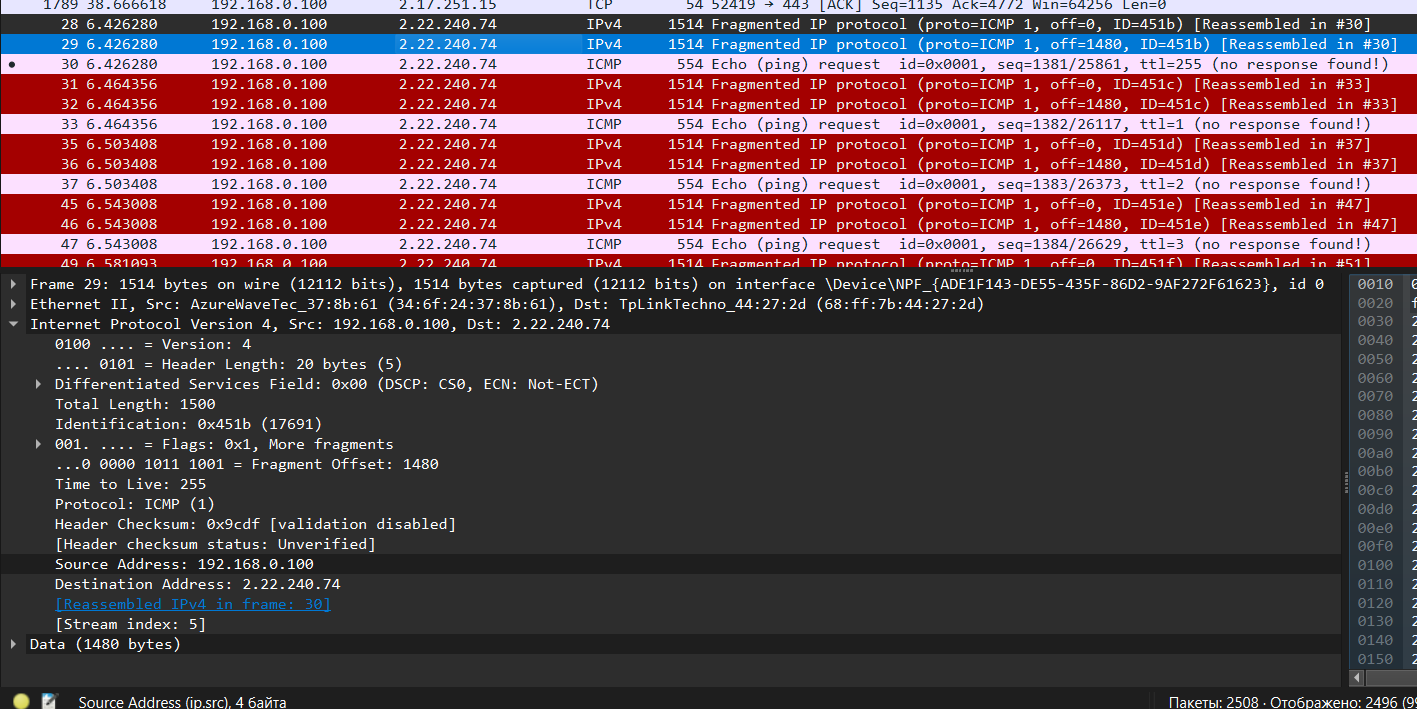 1789 38.666618 192.168.0.100 2.17.251.15 TCP 54 52419 → 443 [ACK] Seq=1135 Ack=4772 Win=64256 Len=0
28 6.426280 192.168.0.100 2.22.240.74 IPv4 1514 Fragmented IP protocol (proto=ICMP 1, off=0, ID=451b) [Reassembled in #30]
29 6.426280 192.168.0.100 2.22.240.74 IPv4 1514 Fragmented IP protocol (proto=ICMP 1, off=1480, ID=451b) [Reassembled in #30]
30 6.426280 192.168.0.100 2.22.240.74 ICMP 554 Echo (ping) request id=0x0001, seq=1381/25861, ttl=255 (no response found!)
31 6.464356 192.168.0.100 2.22.240.74 IPv4 1514 Fragmented IP protocol (proto=ICMP 1, off=0, ID=451c) [Reassembled in #33]
32 6.464356 192.168.0.100 2.22.240.74 IPv4 1514 Fragmented IP protocol (proto=ICMP 1, off=1480, ID=451c) [Reassembled in #33]
33 6.464356 192.168.0.100 2.22.240.74 ICMP 554 Echo (ping) request id=0x0001, seq=1382/26117, ttl=1 (no response found!)
35 6.503408 192.168.0.100 2.22.240.74 IPv4 1514 Fragmented IP protocol (proto=ICMP 1, off=0, ID=451d) [Reassembled in #37]
36 6.503408 192.168.0.100 2.22.240.74 IPv4 1514 Fragmented IP protocol (proto=ICMP 1, off=1480, ID=451d) [Reassembled in #37]
37 6.503408 192.168.0.100 2.22.240.74 ICMP 554 Echo (ping) request id=0x0001, seq=1383/26373, ttl=2 (no response found!)
45 6.543008 192.168.0.100 2.22.240.74 IPv4 1514 Fragmented IP protocol (proto=ICMP 1, off=0, ID=451e) [Reassembled in #47]
46 6.543008 192.168.0.100 2.22.240.74 IPv4 1514 Fragmented IP protocol (proto=ICMP 1, off=1480, ID=451e) [Reassembled in #47]
47 6.543008 192.168.0.100 2.22.240.74 ICMP 554 Echo (ping) request id=0x0001, seq=1384/26629, ttl=3 (no response found!)
49 6.581093 192.168.0.100 2.22.240.74 IPv4 1514 Fragmented IP protocol (proto=ICMP 1, off=0, ID=451f) [Reassembled in #51]
Frame 29: 1514 bytes on wire (12112 bits), 1514 bytes captured (12112 bits) on interface \Device\NPF_{ADE1F143-DE55-435F-86D2-9AF272F61623}, id 0
Ethernet II, Src: AzureWaveTec_37:8b:61 (34:6f:24:37:8b:61), Dst: TpLinkTechno_44:27:2d (68:ff:7b:44:27:2d)
Internet Protocol Version 4, Src: 192.168.0.100, Dst: 2.22.240.74
0100 .... = Version: 4
.... 0101 = Header Length: 20 bytes (5)
Differentiated Services Field: 0x00 (DSCP: CS0, ECN: Not-ECT)
Total Length: 1500
Identification: 0x451b (17691)
001. .... = Flags: 0x1, More fragments
...0 0000 1011 1001 = Fragment Offset: 1480
Time to Live: 255
Protocol: ICMP (1)
Header Checksum: 0x9cdf [validation disabled]
[Header checksum status: Unverified]
Source Address: 192.168.0.100
Destination Address: 2.22.240.74
[Reassembled IPv4 in frame: 30]
[Stream index: 5]
Data (1480 bytes)
0010
0020
0030
0040
0050
0060
0070
0080
0090
00a0
00b0
00c0
00d0
00e0
00f0
0100
0110
0120
0130
0140
0150
Source Address (ip.src), 4 байта
Пакеты: 2508 · Отображено: 2496